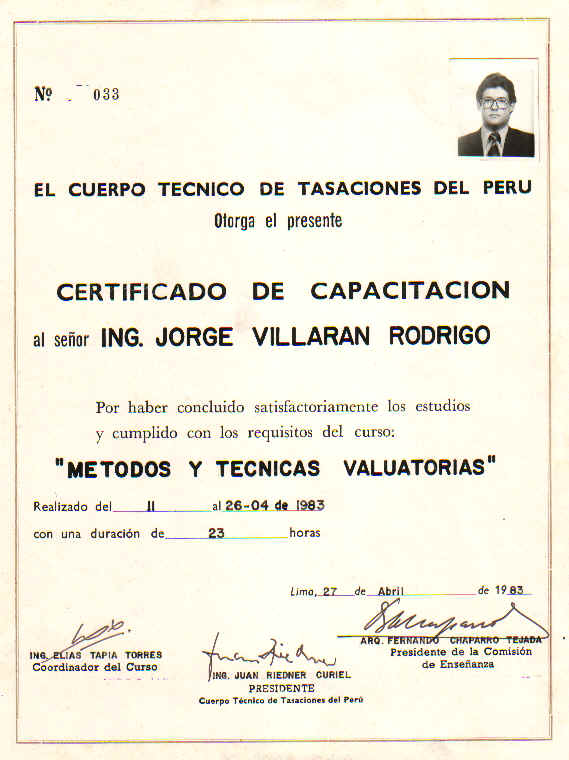 Nº 033
EL CUERPO TECNICO DE TASACIONES DEL PERU
Otorga el presente
CERTIFICADO DE CAPACITACION
al señor ING. JORGE VILLARAN RODRIGO
Por haber concluido satisfactoriamente los estudios
y cumplido con los requisitos del curso:
"METODOS Y TECNICAS VALUATORIAS"
Realizado del 11 al 26-04 de 1983
con una duración de 23 horas
Lima, 27 de Abril de 1983
ING. ELIAS TAPIA TORRES
Coordinador del Curso
ING. JUAN RIEDNER CURIEL
PRESIDENTE
Cuerpo Técnico de Tasaciones del Perú
ARQ. FERNANDO CHAPARRO TEJADA
Presidente de la Comisión
de Enseñanza